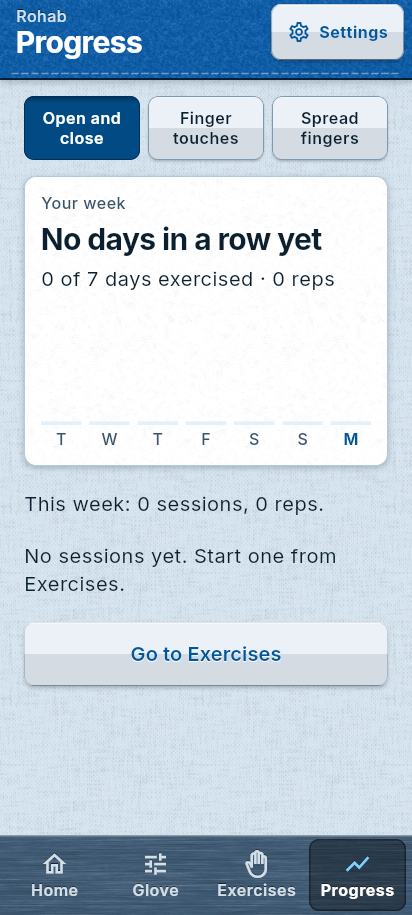 Rohab
Progress
Settings
Open and
close
Finger
touches
Spread
fingers
Your week
No days in a row yet
0 of 7 days exercised · 0 reps
T W T F S S M
This week: 0 sessions, 0 reps.
No sessions yet. Start one from
Exercises.
Go to Exercises
Home Glove Exercises Progress